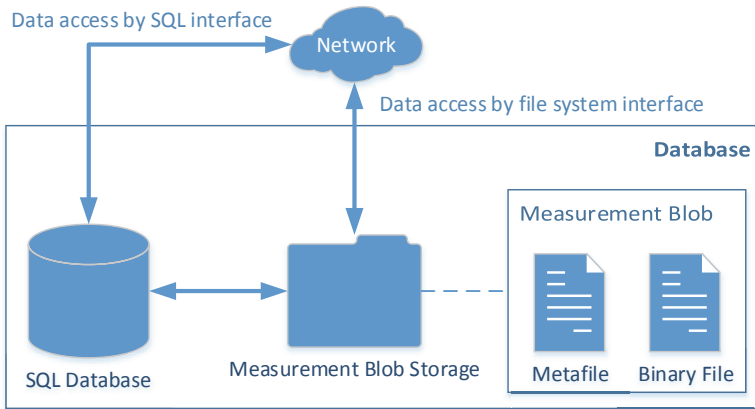 Data access by SQL interface
Network
Data access by file system interface
Database
Measurement Blob
SQL Database
Measurement Blob Storage
Metafile
Binary File